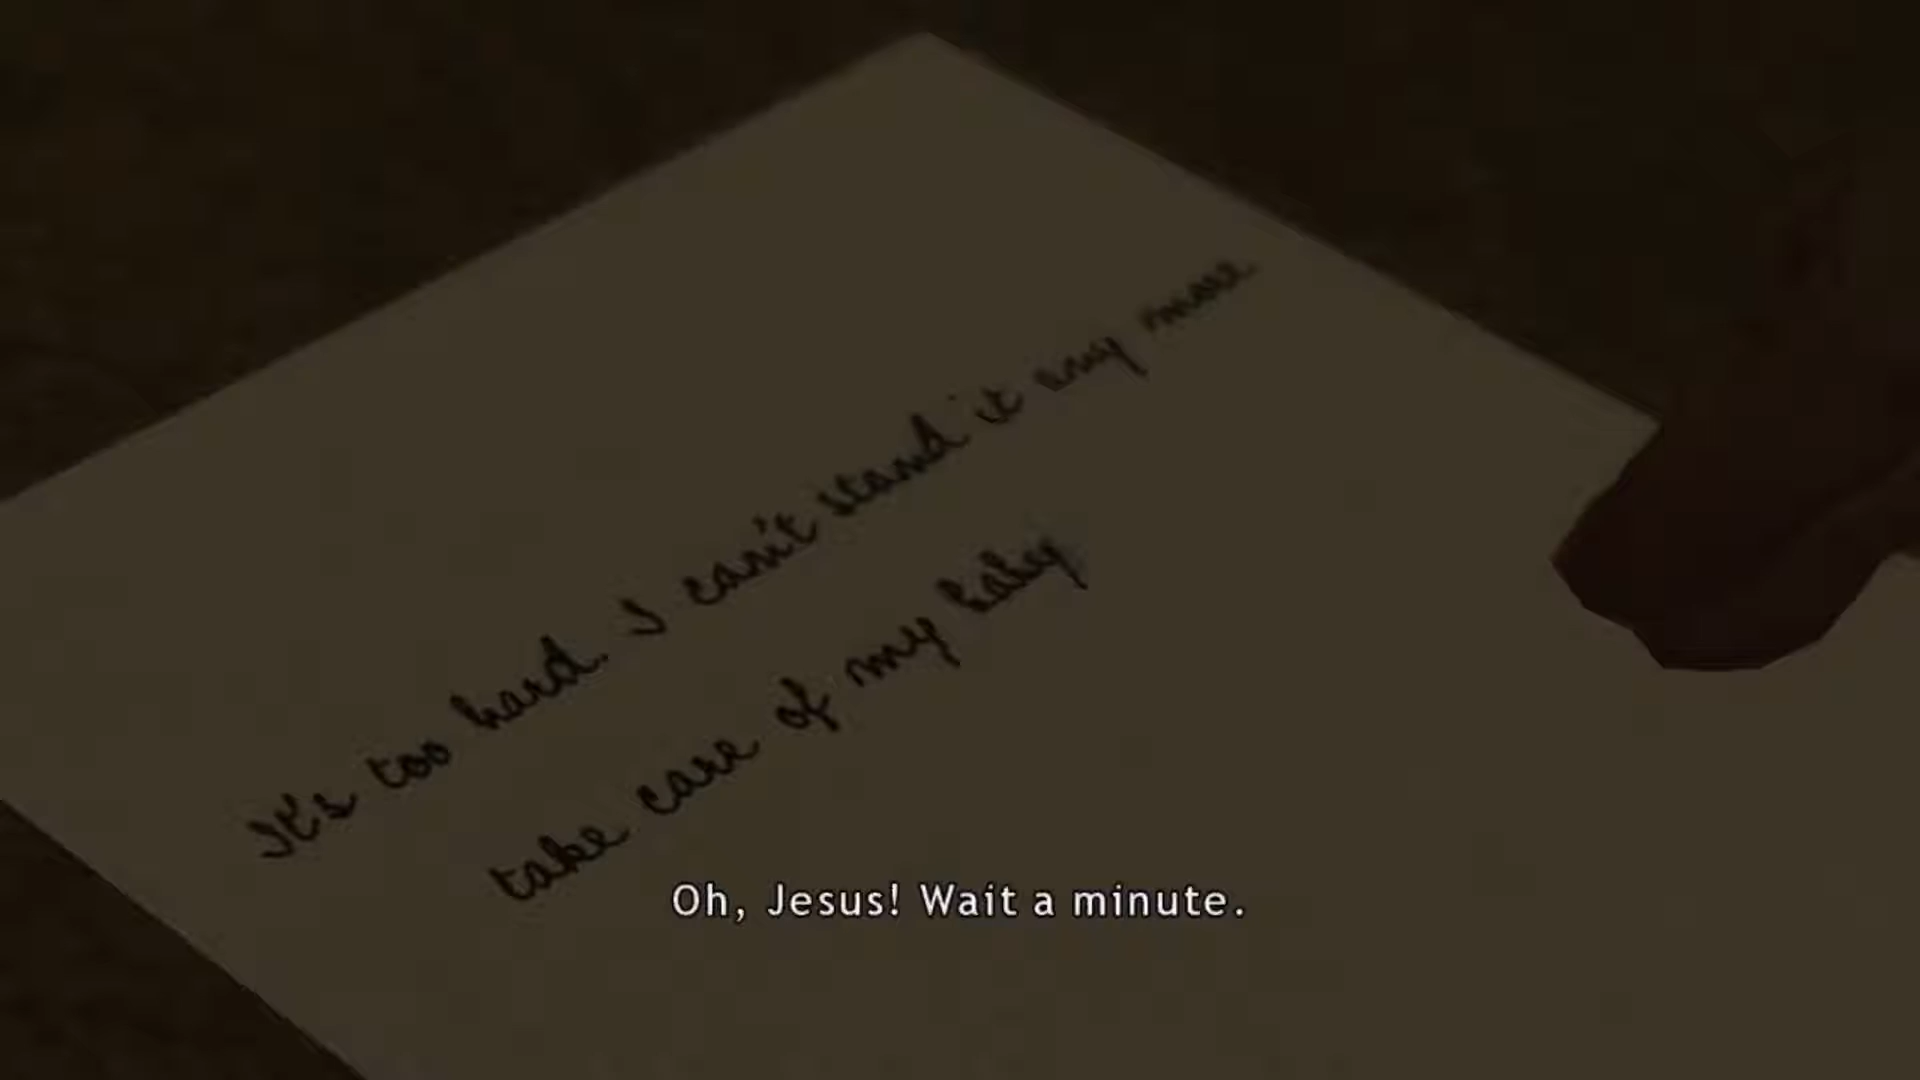 It's too hard. I can't stand it any more
take care of my baby
Oh, Jesus! Wait a minute.